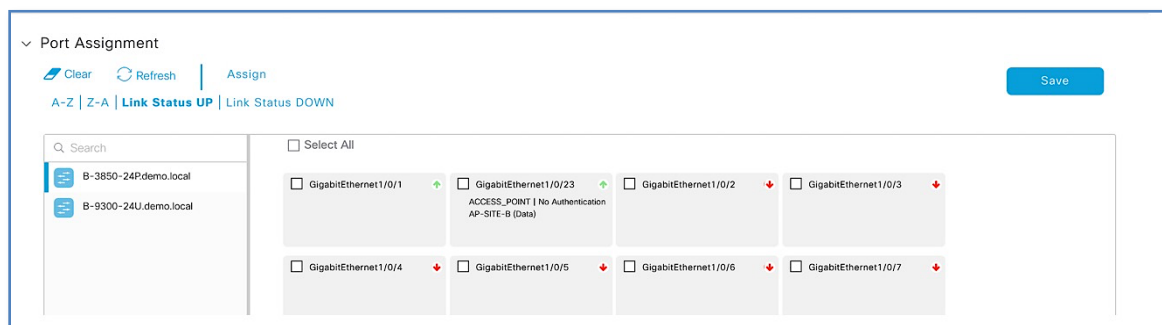 Port Assignment
Clear Refresh | Assign Save
A-Z | Z-A | Link Status UP | Link Status DOWN
Search
Select All
B-3850-24P.demo.local
B-9300-24U.demo.local
GigabitEthernet1/0/1 GigabitEthernet1/0/23 GigabitEthernet1/0/2 GigabitEthernet1/0/3
ACCESS_POINT | No Authentication
AP-SITE-B (Data)
GigabitEthernet1/0/4 GigabitEthernet1/0/5 GigabitEthernet1/0/6 GigabitEthernet1/0/7